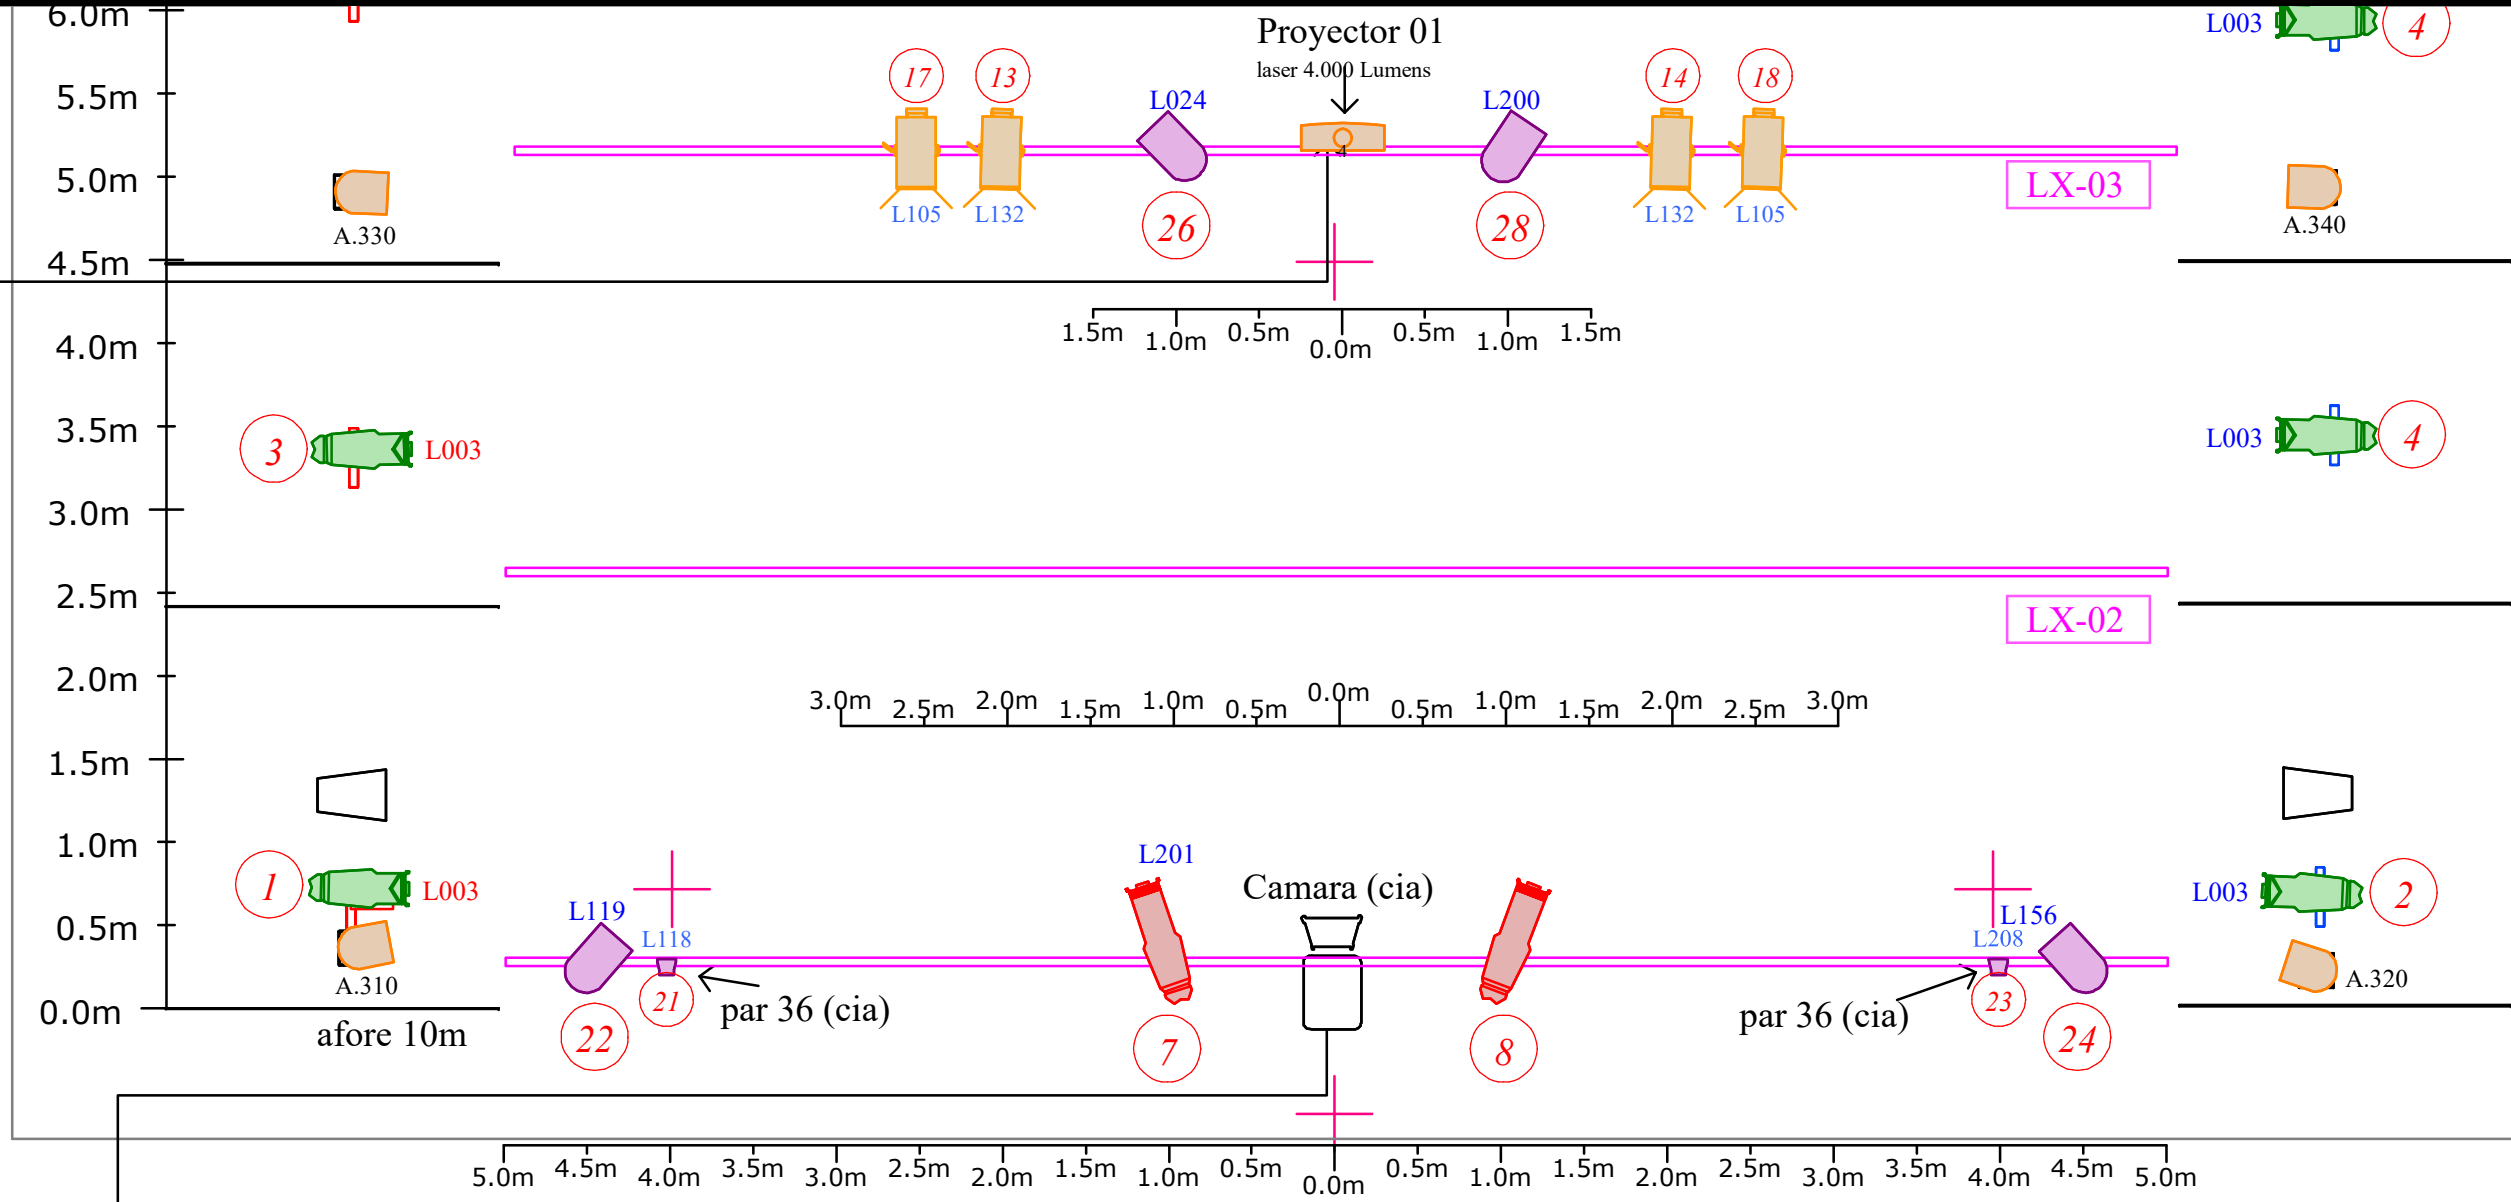 6.0m
Proyector 01
L003
4
laser 4.000 Lumens
17
13
14
18
5.5m
L024
L200
4
5.0m
LX-03
L105
L132
L132
L105
26
28
A.330
A.340
4.5m
1.5m
1.0m
0.5m
0.0m
0.5m
1.0m
1.5m
4.0m
3.5m
3
L003
L003
4
3.0m
2.5m
LX-02
2.0m
3.0m
2.5m
2.0m
1.5m
1.0m
0.5m
0.0m
0.5m
1.0m
1.5m
2.0m
2.5m
3.0m
1.5m
1.0m
L201
1
L003
Camara (cia)
L003
2
0.5m
L119
L118
L156
L208
A.310
A.320
21
par 36 (cia)
par 36 (cia)
23
0.0m
afore 10m
22
7
8
24
5.0m
4.5m
4.0m
3.5m
3.0m
2.5m
2.0m
1.5m
1.0m
0.5m
0.0m
0.5m
1.0m
1.5m
2.0m
2.5m
3.0m
3.5m
4.0m
4.5m
5.0m